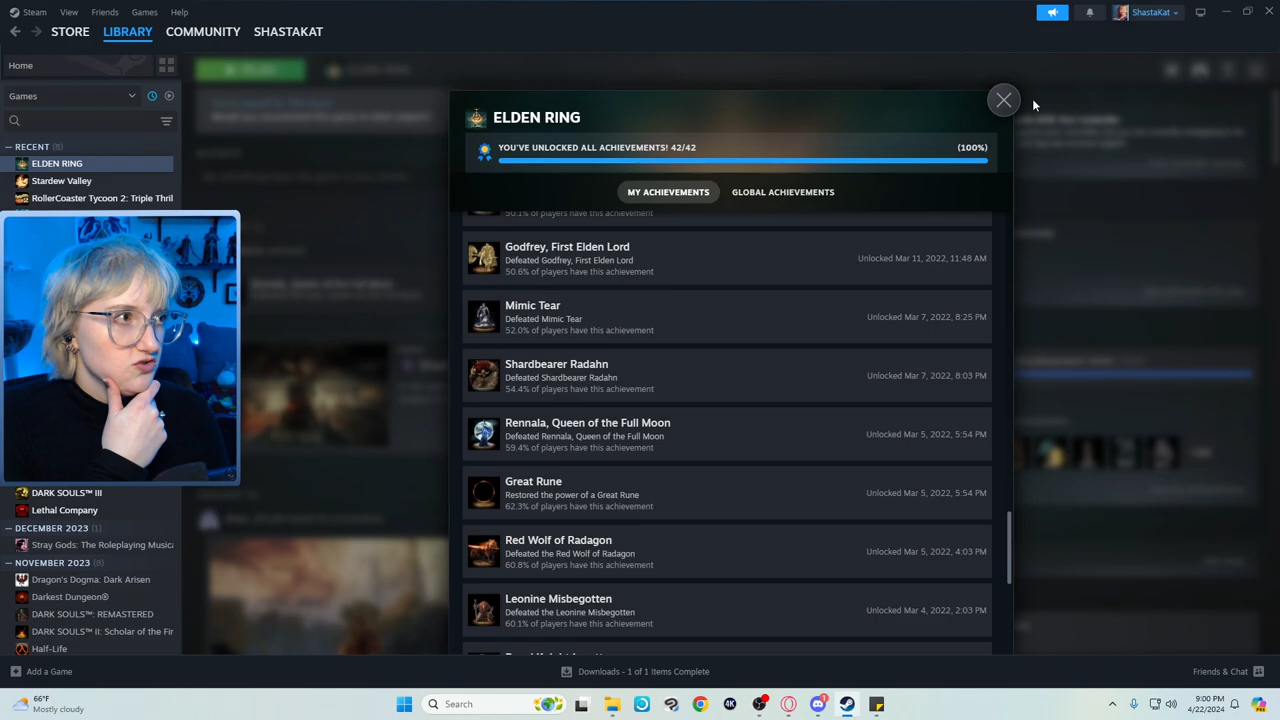 Steam View Friends Games Help
ShastaKat
STORE LIBRARY COMMUNITY SHASTAKAT
Home
Games
RECENT (8)
ELDEN RING
Stardew Valley
RollerCoaster Tycoon 2: Triple Thril
DARK SOULS™ III
Lethal Company
DECEMBER 2023 (1)
Stray Gods: The Roleplaying Musica
NOVEMBER 2023 (8)
Dragon's Dogma: Dark Arisen
Darkest Dungeon®
DARK SOULS™: REMASTERED
DARK SOULS™ II: Scholar of the Fir
Half-Life
ELDEN RING
YOU'VE UNLOCKED ALL ACHIEVEMENTS! 42/42 (100%)
MY ACHIEVEMENTS GLOBAL ACHIEVEMENTS
50.1% of players have this achievement
Godfrey, First Elden Lord
Defeated Godfrey, First Elden Lord
50.6% of players have this achievement
Unlocked Mar 11, 2022, 11:48 AM
Mimic Tear
Defeated Mimic Tear
52.0% of players have this achievement
Unlocked Mar 7, 2022, 8:25 PM
Shardbearer Radahn
Defeated Shardbearer Radahn
54.4% of players have this achievement
Unlocked Mar 7, 2022, 8:03 PM
Rennala, Queen of the Full Moon
Defeated Rennala, Queen of the Full Moon
59.4% of players have this achievement
Unlocked Mar 5, 2022, 5:54 PM
Great Rune
Restored the power of a Great Rune
62.3% of players have this achievement
Unlocked Mar 5, 2022, 5:54 PM
Red Wolf of Radagon
Defeated the Red Wolf of Radagon
60.8% of players have this achievement
Unlocked Mar 5, 2022, 4:03 PM
Leonine Misbegotten
Defeated the Leonine Misbegotten
60.1% of players have this achievement
Unlocked Mar 4, 2022, 2:03 PM
Add a Game
Downloads - 1 of 1 Items Complete
Friends & Chat
66°F
Mostly cloudy
Search
4K
1
9:00 PM
4/22/2024